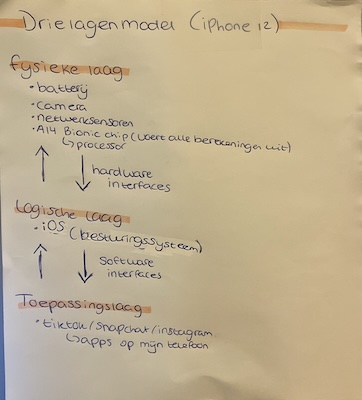 Drielagenmodel (iPhone 12)
fysieke laag
• battery
• camera
• netwerksensoren
• A14 Bionic chip (voert alle berekeningen uit)
↳ processor
hardware
interfaces
Logische laag
• iOS (besturingssysteem)
software
interfaces
Toepassingslaag
• tiktok/snapchat/instagram
↳ apps op mijn telefoon